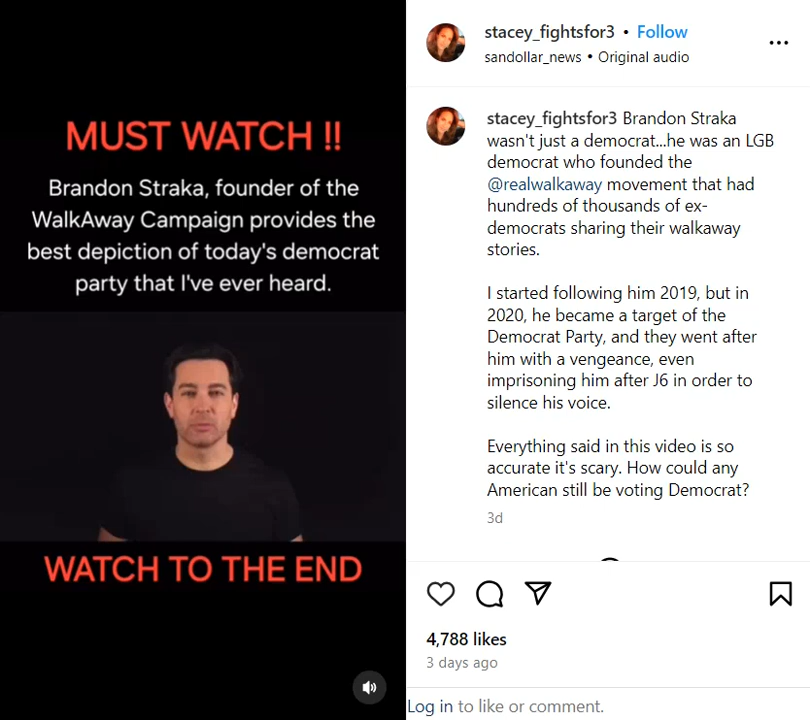 MUST WATCH !!
Brandon Straka, founder of the
WalkAway Campaign provides the
best depiction of today's democrat
party that I've ever heard.
WATCH TO THE END
stacey_fightsfor3 • Follow
sandollar_news • Original audio
stacey_fightsfor3 Brandon Straka
wasn't just a democrat...he was an LGB
democrat who founded the
@realwalkaway movement that had
hundreds of thousands of ex-
democrats sharing their walkaway
stories.
I started following him 2019, but in
2020, he became a target of the
Democrat Party, and they went after
him with a vengeance, even
imprisoning him after J6 in order to
silence his voice.
Everything said in this video is so
accurate it's scary. How could any
American still be voting Democrat?
3d
4,788 likes
3 days ago
Log in to like or comment.